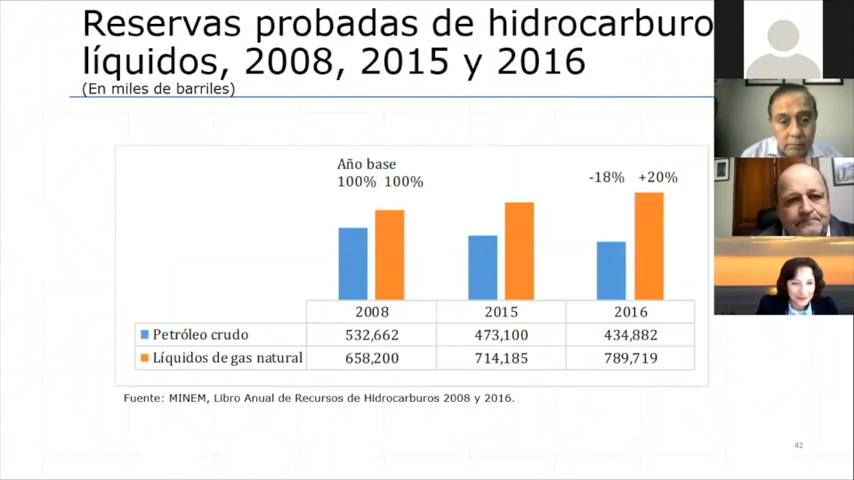 Reservas probadas de hidrocarburo
líquidos, 2008, 2015 y 2016
(En miles de barriles)
Año base
100% 100%
-18% +20%
2008 2015 2016
Petróleo crudo 532,662 473,100 434,882
Líquidos de gas natural 658,200 714,185 789,719
Fuente: MINEM, Libro Anual de Recursos de Hidrocarburos 2008 y 2016.
42